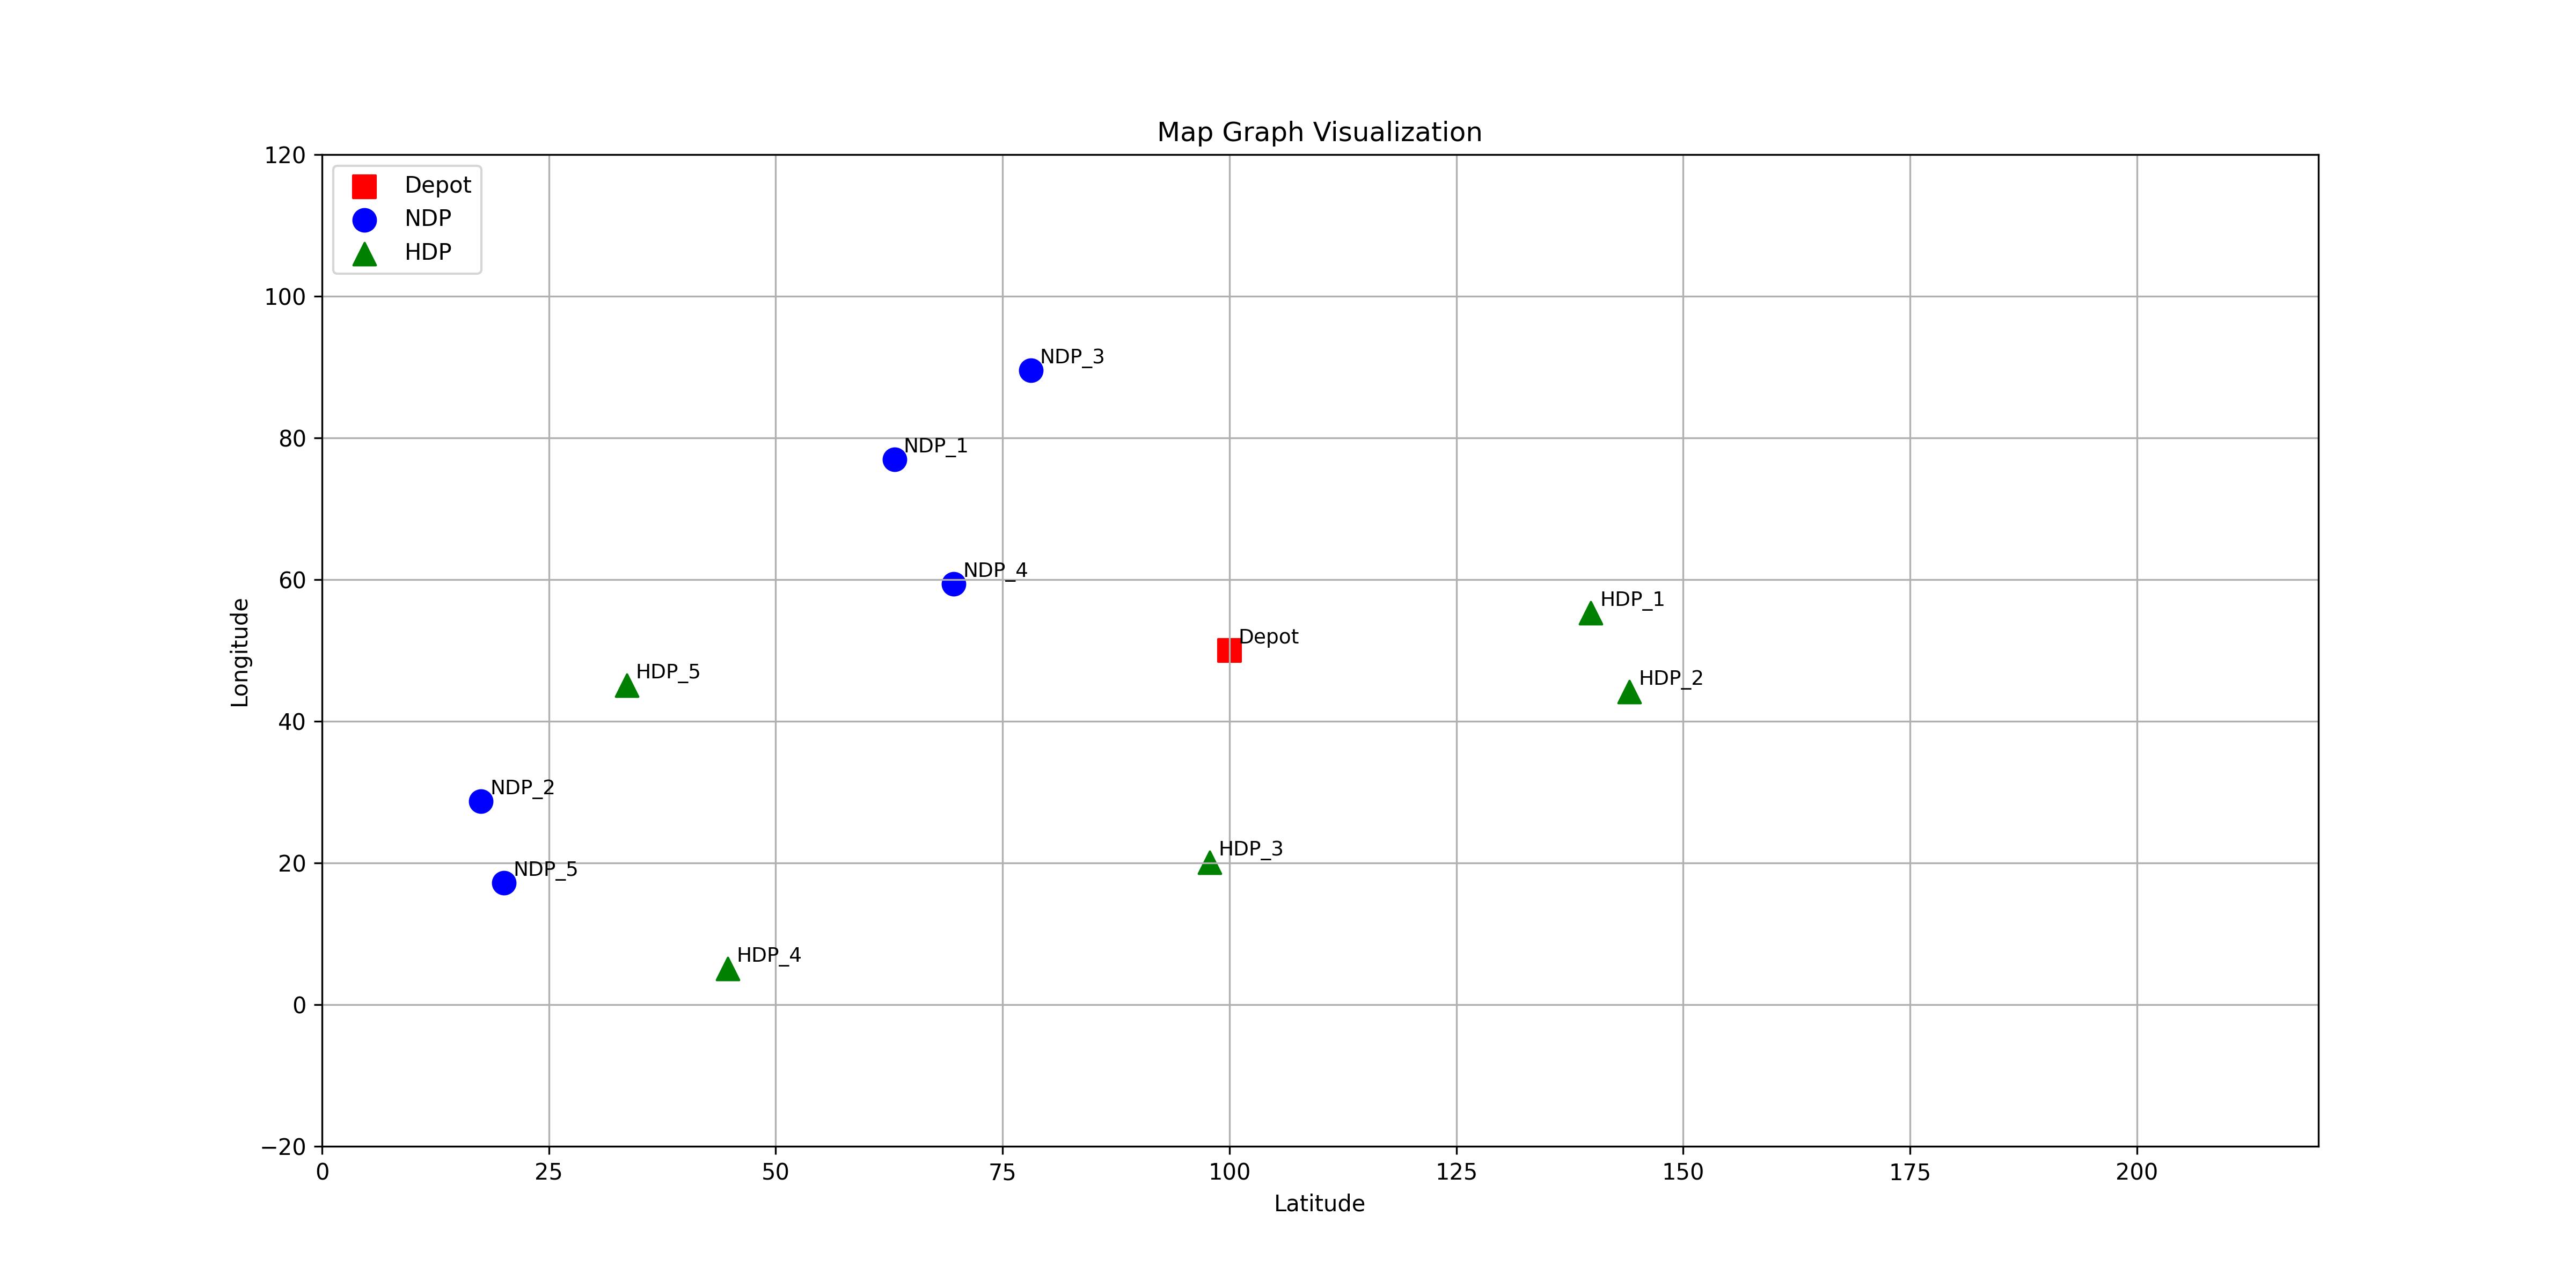 Map Graph Visualization
120
100
80
60
40
20
0
−20
Longitude
Depot
NDP
HDP
NDP_3
NDP_1
NDP_4
HDP_1
Depot
HDP_5
HDP_2
NDP_2
HDP_3
NDP_5
HDP_4
0 25 50 75 100 125 150 175 200
Latitude